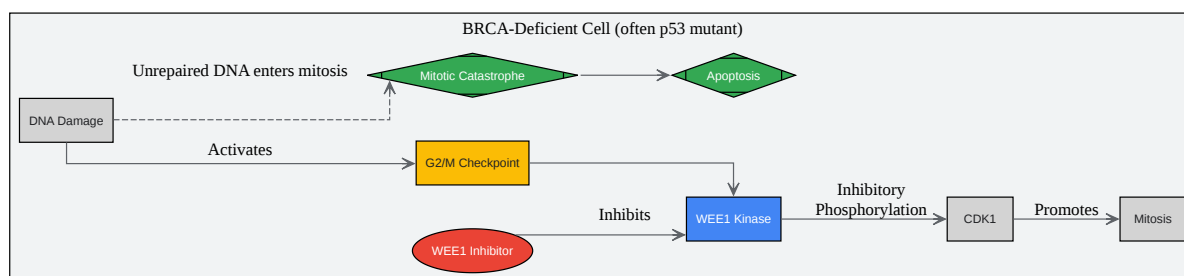 BRCA-Deficient Cell (often p53 mutant)
Unrepaired DNA enters mitosis
Mitotic Catastrophe
Apoptosis
DNA Damage
Activates
G2/M Checkpoint
Inhibits
WEE1 Kinase
Inhibitory
Phosphorylation
CDK1
Promotes
Mitosis
WEE1 Inhibitor